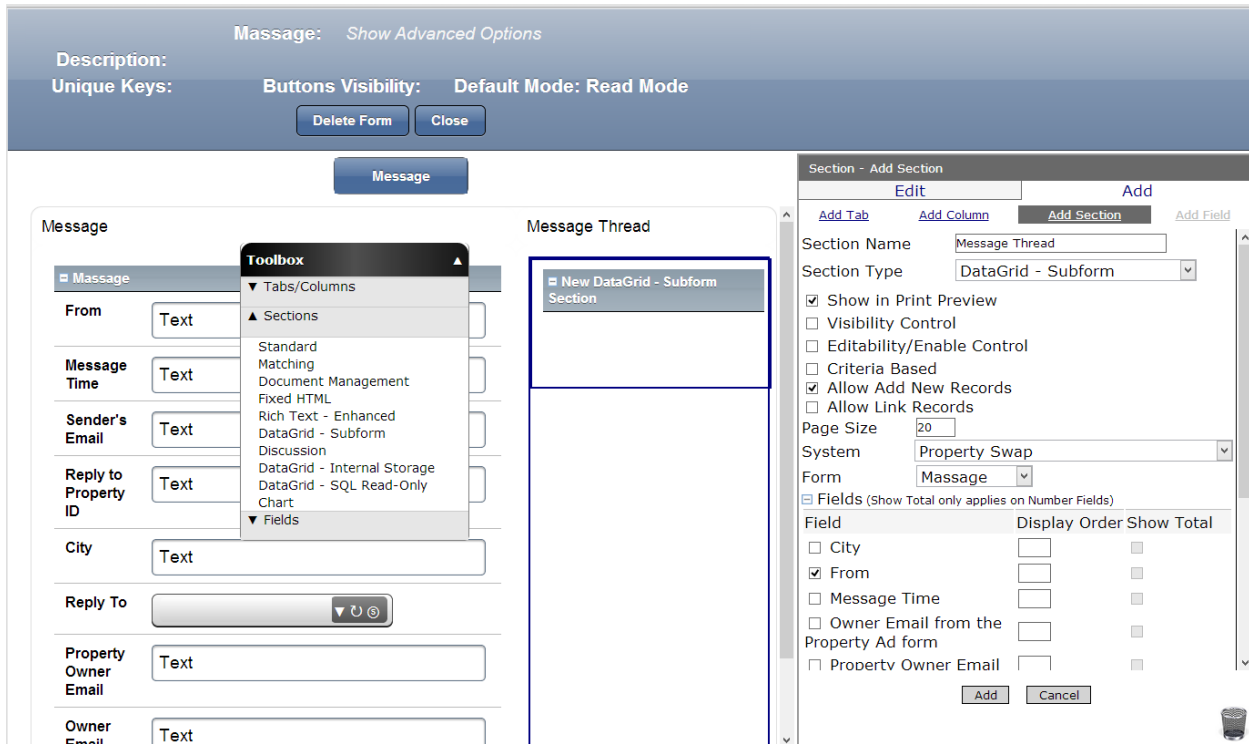 Massage: Show Advanced Options
Description:
Unique Keys: Buttons Visibility: Default Mode: Read Mode
Delete Form Close
Message
Message
Message Thread
Massage
From
Text
Message
Time
Text
Sender's
Email
Text
Reply to
Property
ID
Text
City
Text
Reply To
Property
Owner
Email
Text
Owner
Email
Text
Toolbox
Tabs/Columns
Sections
Standard
Matching
Document Management
Fixed HTML
Rich Text - Enhanced
DataGrid - Subform
Discussion
DataGrid - Internal Storage
DataGrid - SQL Read-Only
Chart
Fields
New DataGrid - Subform
Section
Section - Add Section
Edit Add
Add Tab Add Column Add Section Add Field
Section Name Message Thread
Section Type DataGrid - Subform
Show in Print Preview
Visibility Control
Editability/Enable Control
Criteria Based
Allow Add New Records
Allow Link Records
Page Size 20
System Property Swap
Form Massage
Fields (Show Total only applies on Number Fields)
Field Display Order Show Total
City
From
Message Time
Owner Email from the
Property Ad form
Property Owner Email
Add Cancel